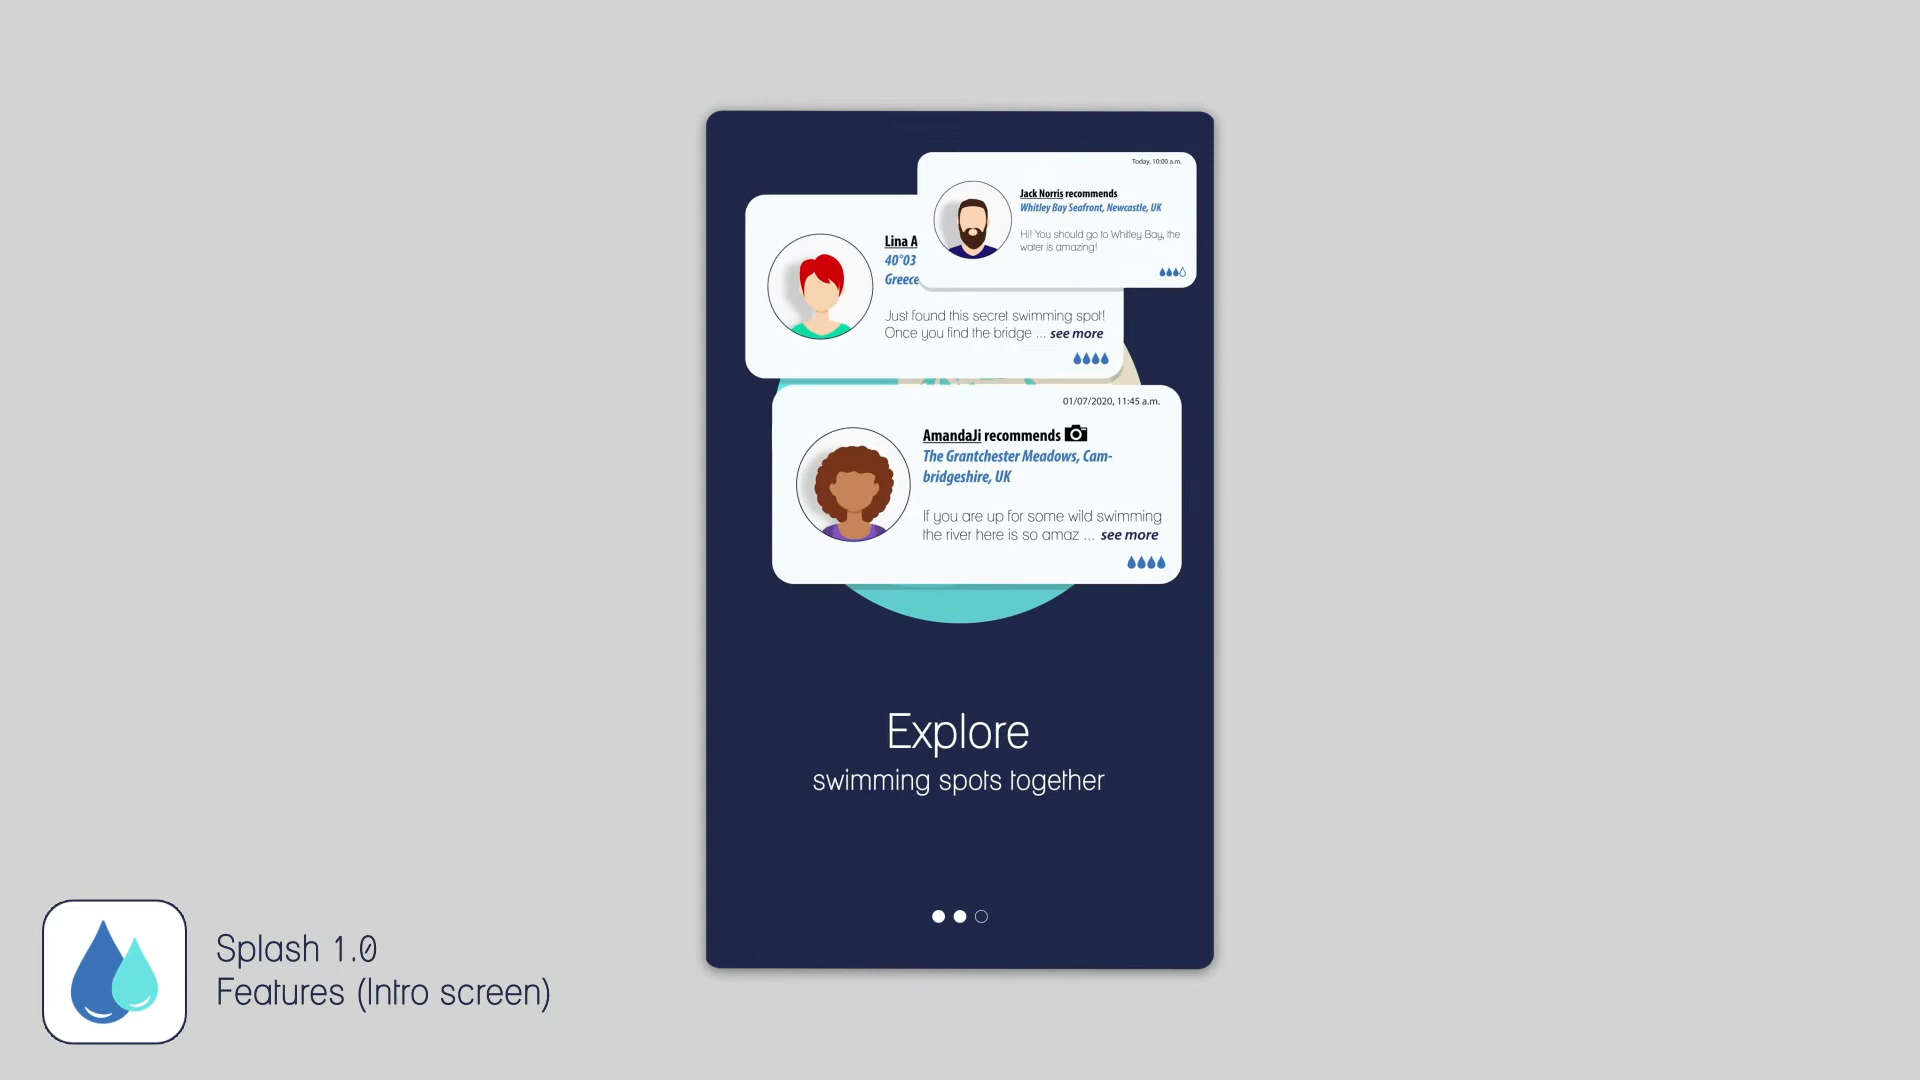 Today, 10:00 a.m.
Jack Norris recommends
Whitley Bay Seafront, Newcastle, UK
Hi! You should go to Whitley Bay, the
water is amazing!
Lina A
40°03
Greece
Just found this secret swimming spot!
Once you find the bridge ... see more
01/07/2020, 11:45 a.m.
AmandaJi recommends
The Grantchester Meadows, Cam-
bridgeshire, UK
If you are up for some wild swimming
the river here is so amaz ... see more
Explore
swimming spots together
Splash 1.0
Features (Intro screen)